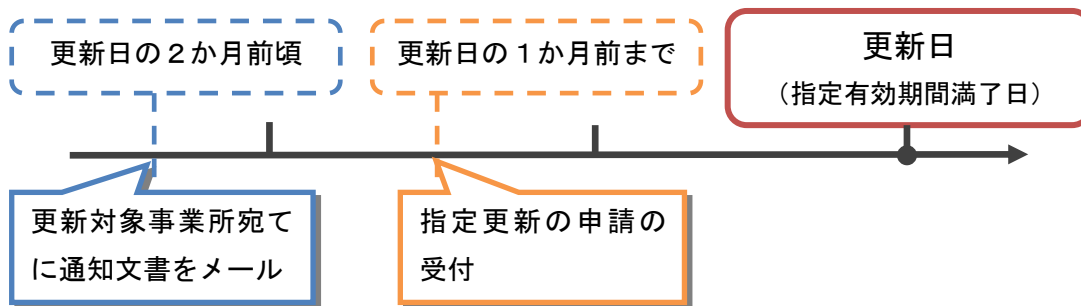 更新日の２か月前頃
更新日の１か月前まで
更新日
（指定有効期間満了日）
更新対象事業所宛て
に通知文書をメール
指定更新の申請の
受付